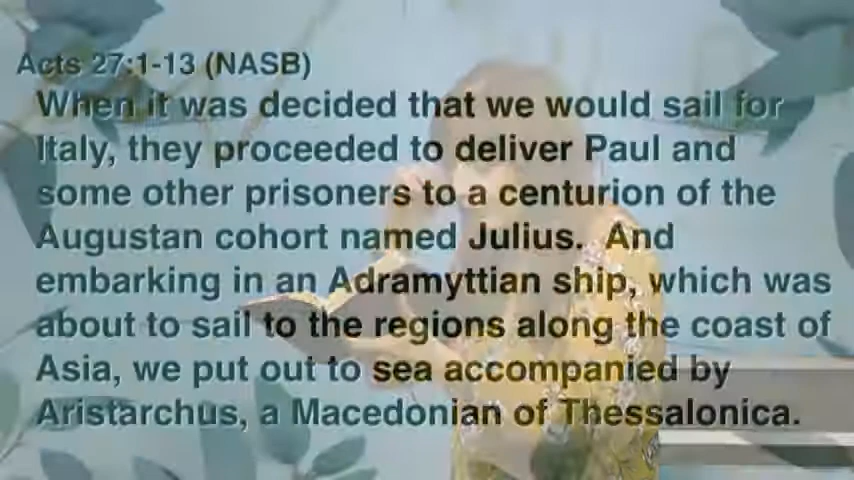 Acts 27:1-13 (NASB)
When it was decided that we would sail for
Italy, they proceeded to deliver Paul and
some other prisoners to a centurion of the
Augustan cohort named Julius.  And
embarking in an Adramyttian ship, which was
about to sail to the regions along the coast of
Asia, we put out to sea accompanied by
Aristarchus, a Macedonian of Thessalonica.